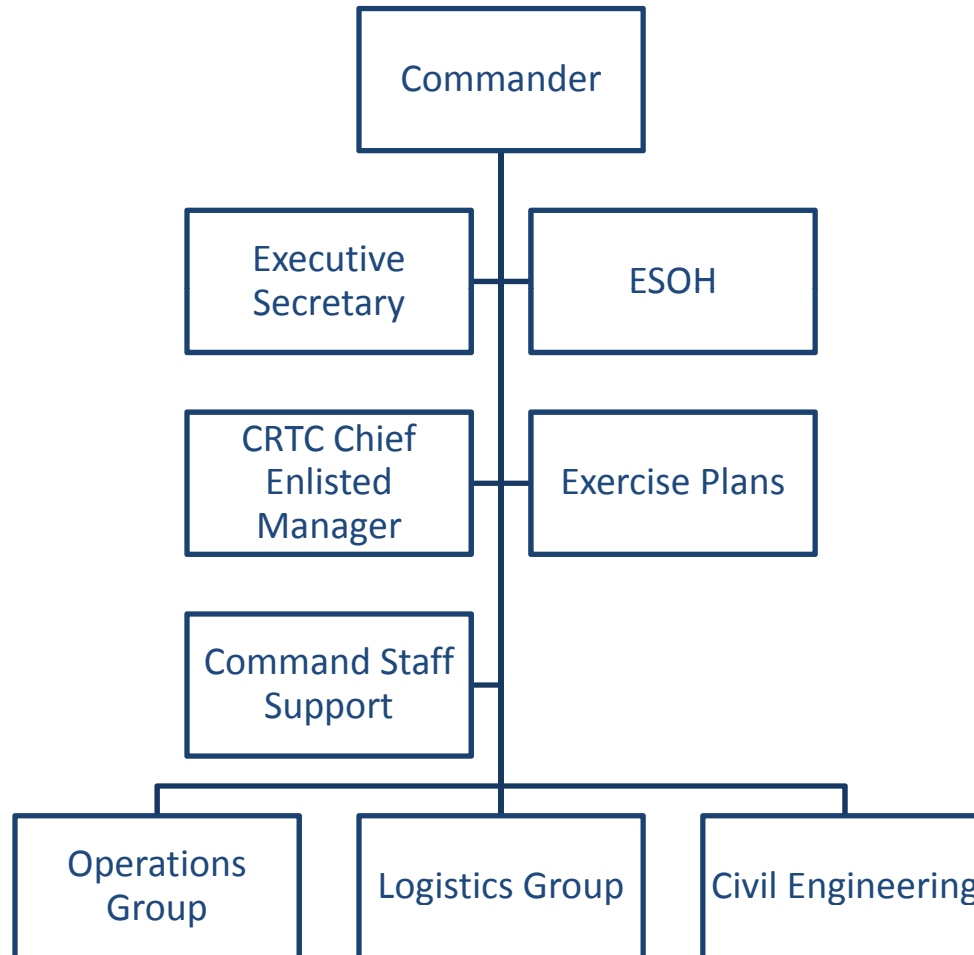 Commander
Executive
Secretary
ESOH
CRTC Chief
Enlisted
Manager
Exercise Plans
Command Staff
Support
Operations
Group
Logistics Group
Civil Engineering